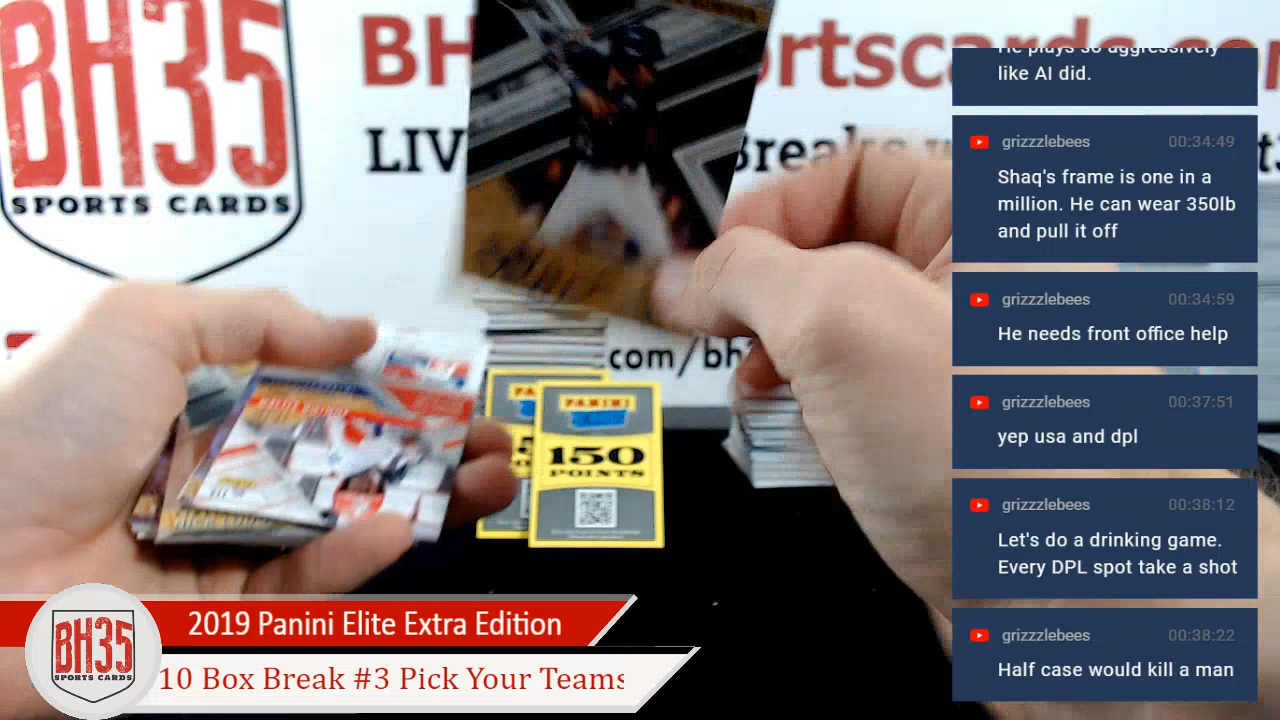 BH35
SPORTS CARDS
BH
rtscards.com
LIV
Breaks
com/bh
PANINI
150
POINTS
He plays so aggressively
like AI did.
grizzzlebees 00:34:49
Shaq's frame is one in a
million. He can wear 350lb
and pull it off
grizzzlebees 00:34:59
He needs front office help
grizzzlebees 00:37:51
yep usa and dpl
grizzzlebees 00:38:12
Let's do a drinking game.
Every DPL spot take a shot
grizzzlebees 00:38:22
Half case would kill a man
BH35
SPORTS CARDS
2019 Panini Elite Extra Edition
10 Box Break #3 Pick Your Teams